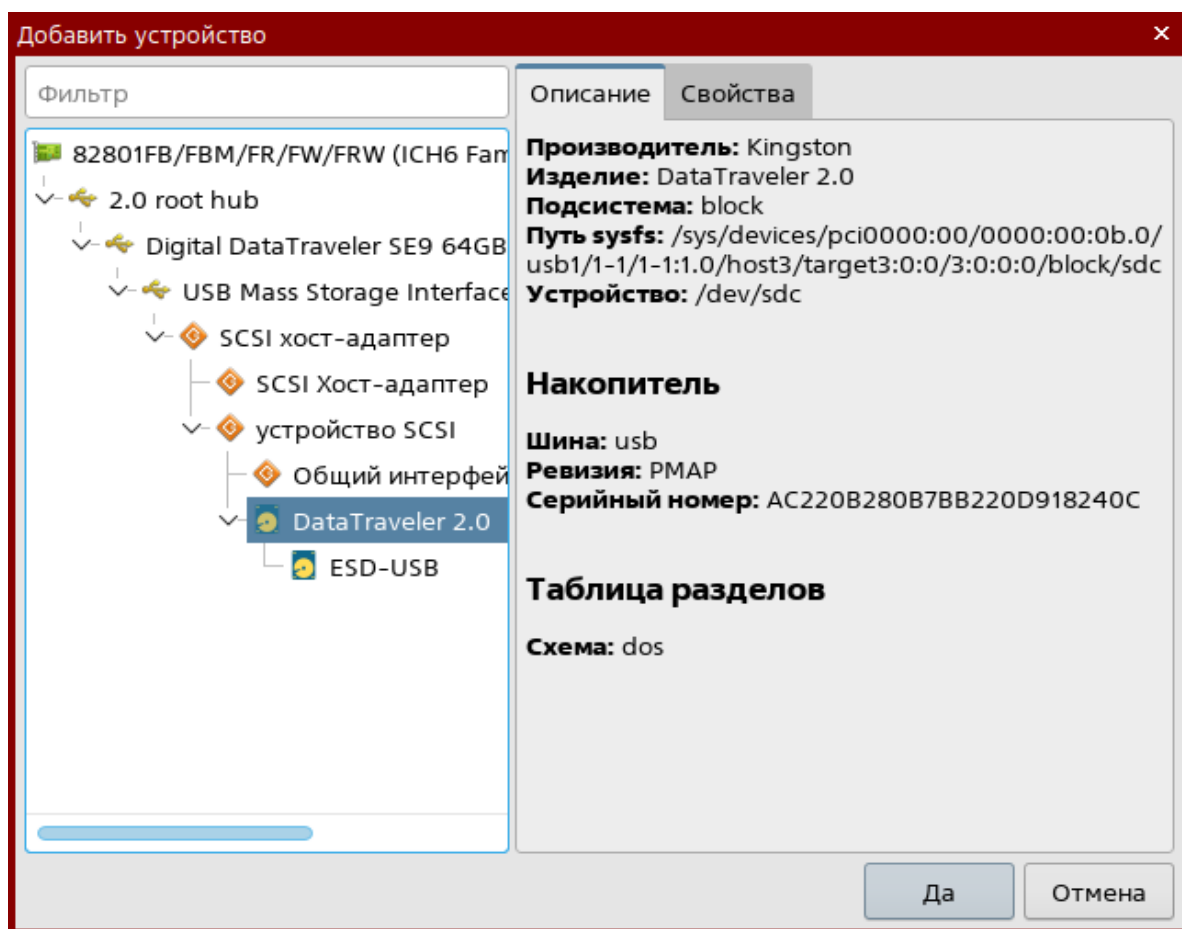 Добавить устройство
Фильтр
82801FB/FBM/FR/FW/FRW (ICH6 Fam
2.0 root hub
Digital DataTraveler SE9 64GB
USB Mass Storage Interface
SCSI хост-адаптер
SCSI Хост-адаптер
устройство SCSI
Общий интерфей
DataTraveler 2.0
ESD-USB
Описание
Свойства
Производитель: Kingston
Изделие: DataTraveler 2.0
Подсистема: block
Путь sysfs: /sys/devices/pci0000:00/0000:00:0b.0/
usb1/1-1/1-1:1.0/host3/target3:0:0/3:0:0:0/block/sdc
Устройство: /dev/sdc
Накопитель
Шина: usb
Ревизия: PMAP
Серийный номер: AC220B280B7BB220D918240C
Таблица разделов
Схема: dos
Да
Отмена